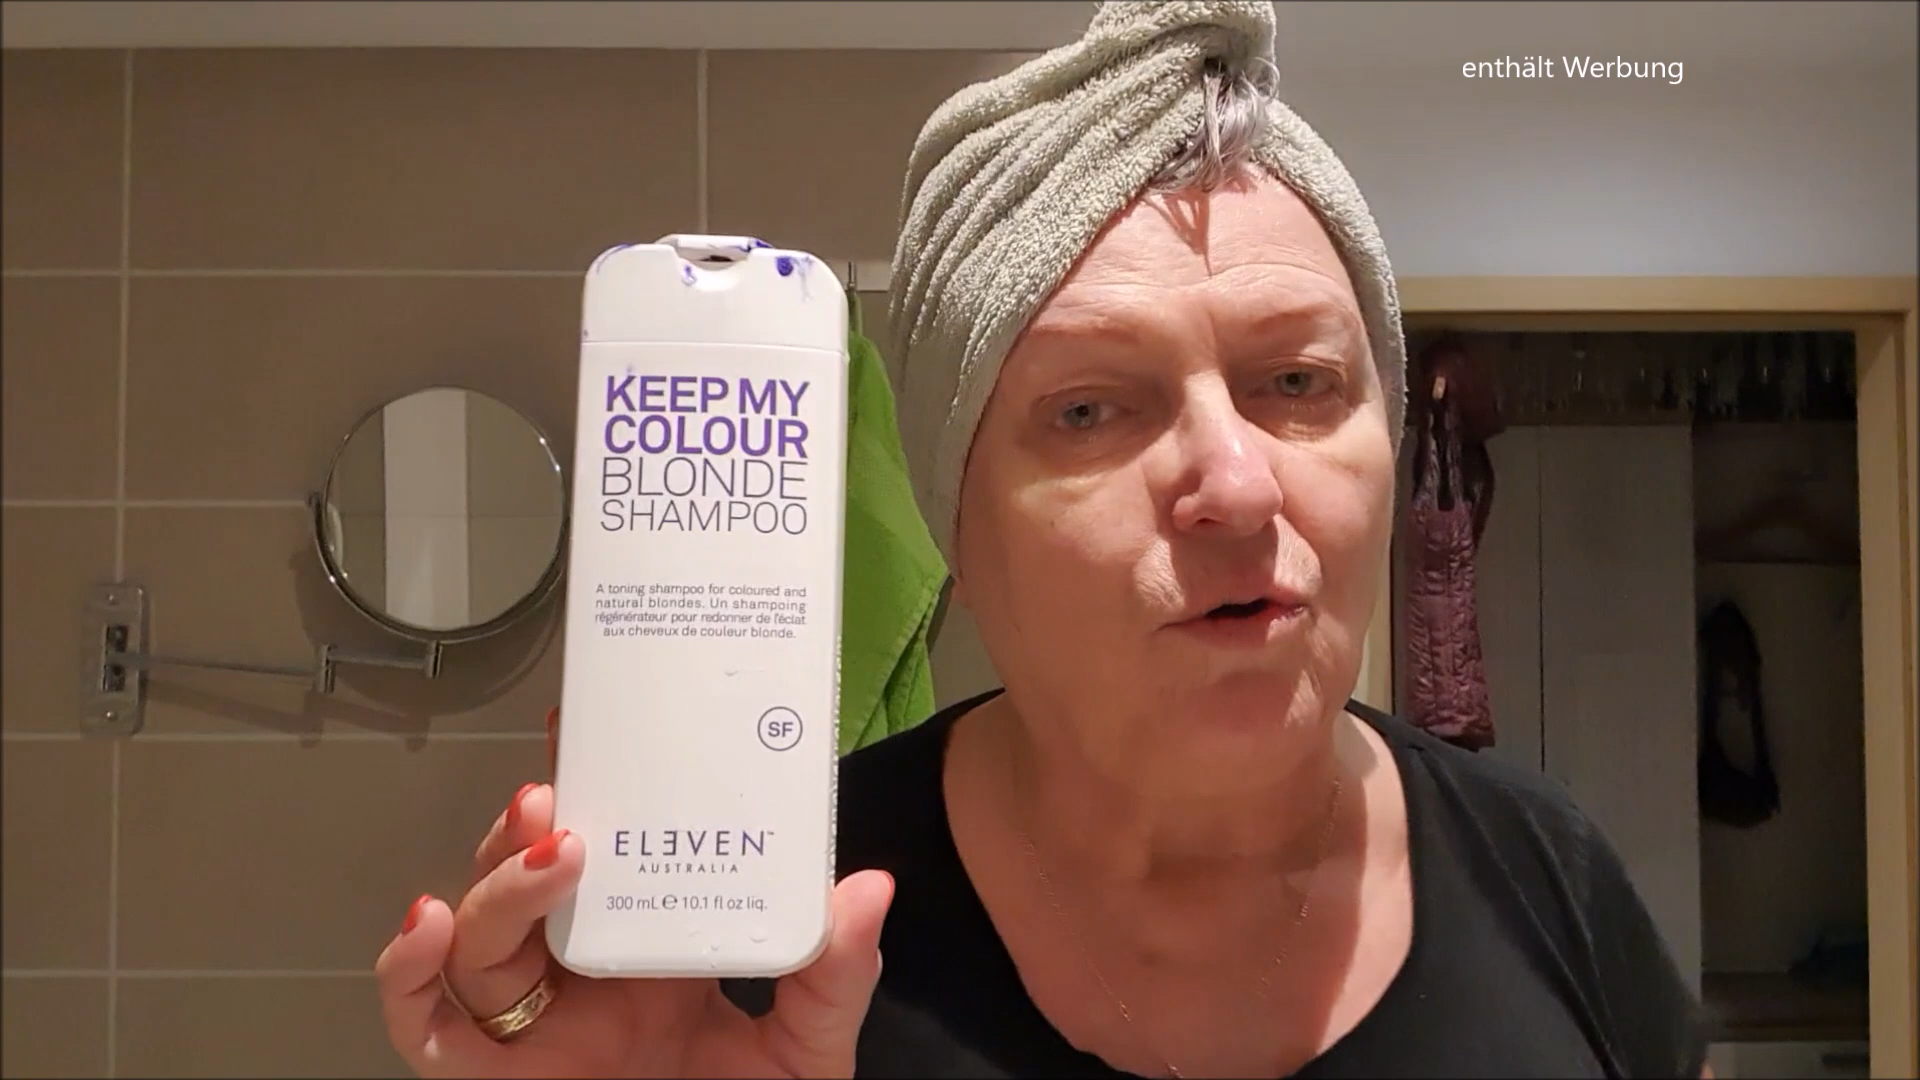 enthält Werbung
KEEP MY
COLOUR
BLONDE
SHAMPOO
A toning shampoo for coloured and
natural blondes. Un shampoing
régénérateur pour redonner de l'éclat
aux cheveux de couleur blonde.
SF
ELEVEN™
AUSTRALIA
300 mL ℮ 10.1 fl oz liq.